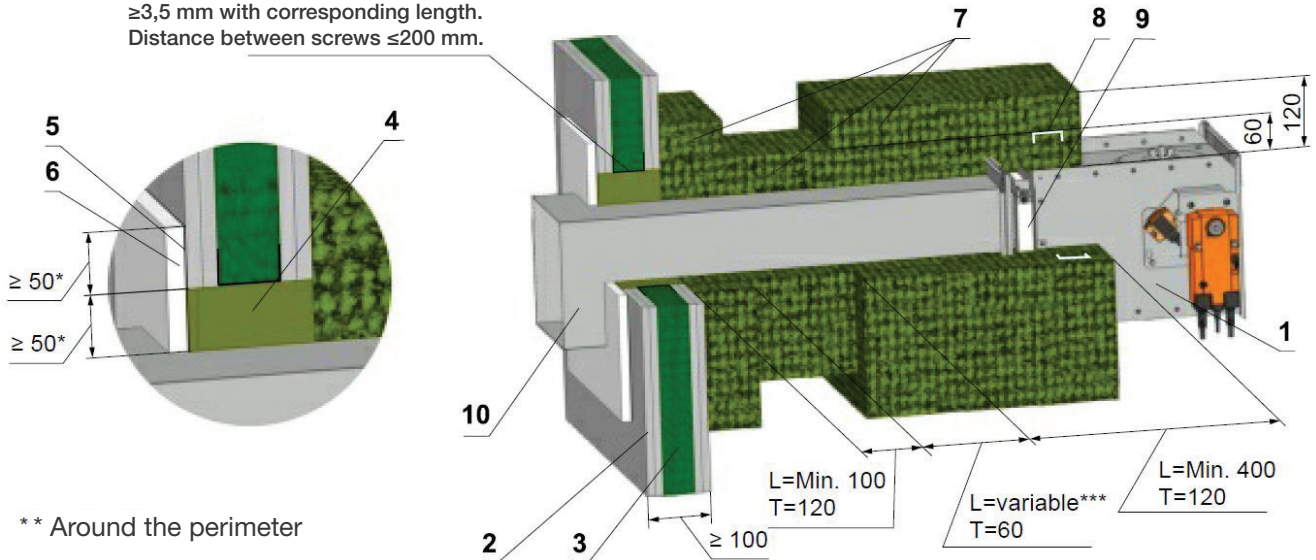 ≥3,5 mm with corresponding length.
Distance between screws ≤200 mm.
7
8
9
120
60
5
4
6
≥ 50*
≥ 50*
1
10
L=Min. 100
T=120
L=variable***
T=60
L=Min. 400
T=120
** Around the perimeter
2
3
≥ 100